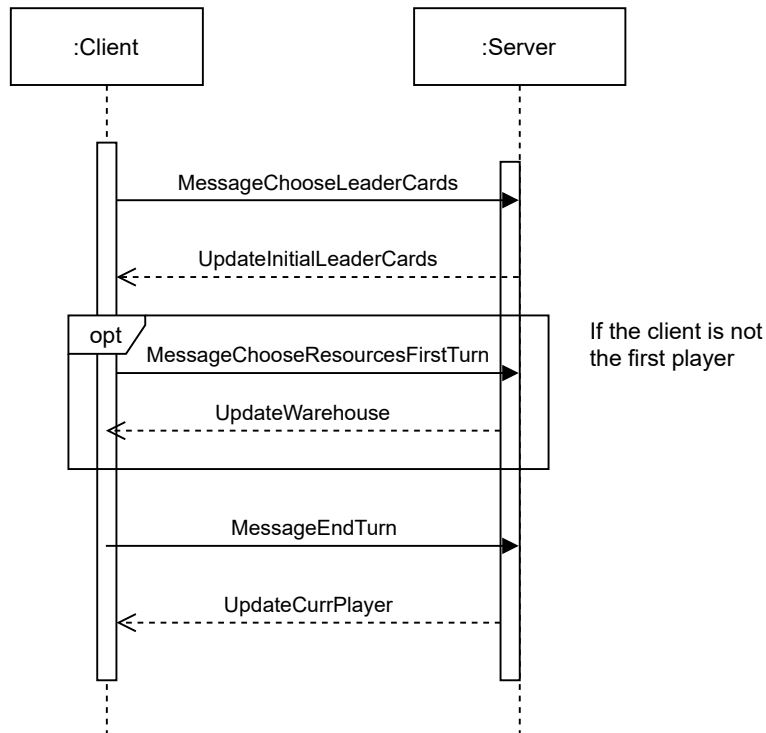 :Client
:Server
MessageChooseLeaderCards
UpdateInitialLeaderCards
opt
If the client is not
the first player
MessageChooseResourcesFirstTurn
UpdateWarehouse
MessageEndTurn
UpdateCurrPlayer